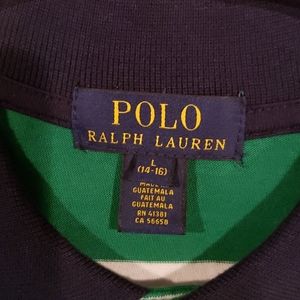 POLO
RALPH LAUREN
L
(14-16)
MADE IN
GUATEMALA
FAIT AU
GUATEMALA
RN 41381
CA 56658